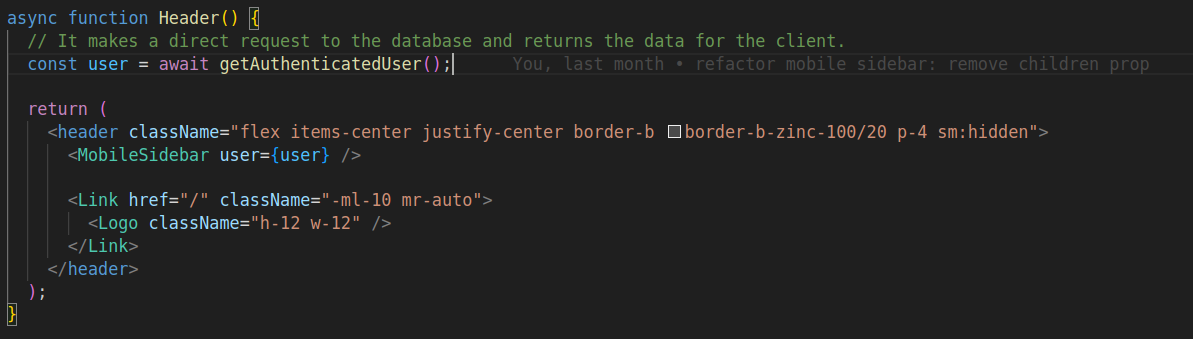 async function Header() {
// It makes a direct request to the database and returns the data for the client.
const user = await getAuthenticatedUser(); You, last month • refactor mobile sidebar: remove children prop
return (
<header className="flex items-center justify-center border-b border-b-zinc-100/20 p-4 sm:hidden">
<MobileSidebar user={user} />
<Link href="/" className="-ml-10 mr-auto">
<Logo className="h-12 w-12" />
</Link>
</header>
);
}